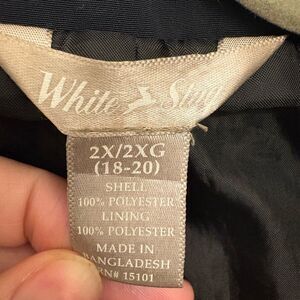 White Stag
2X/2XG
(18-20)
SHELL
100% POLYESTER
LINING
100% POLYESTER
MADE IN
BANGLADESH
RN# 15101